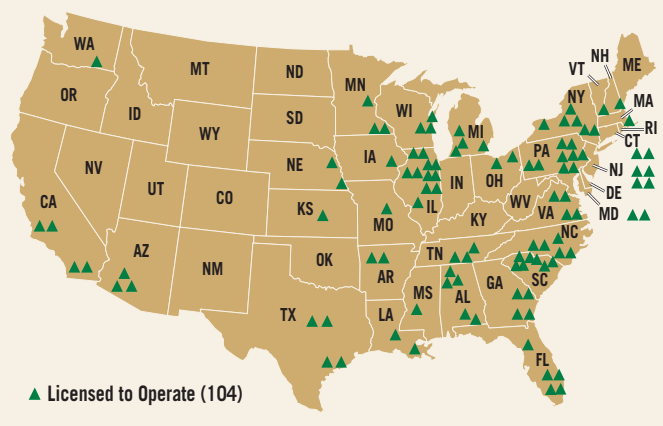 WA
MT
ND
MN
VT
NH
ME
OR
ID
SD
WI
NY
MA
WY
MI
RI
CT
NV
NE
IA
PA
NJ
UT
CO
IL
IN
OH
DE
CA
KS
MO
WV
VA
MD
KY
AZ
NM
OK
AR
TN
NC
SC
TX
LA
MS
AL
GA
FL
Licensed to Operate (104)